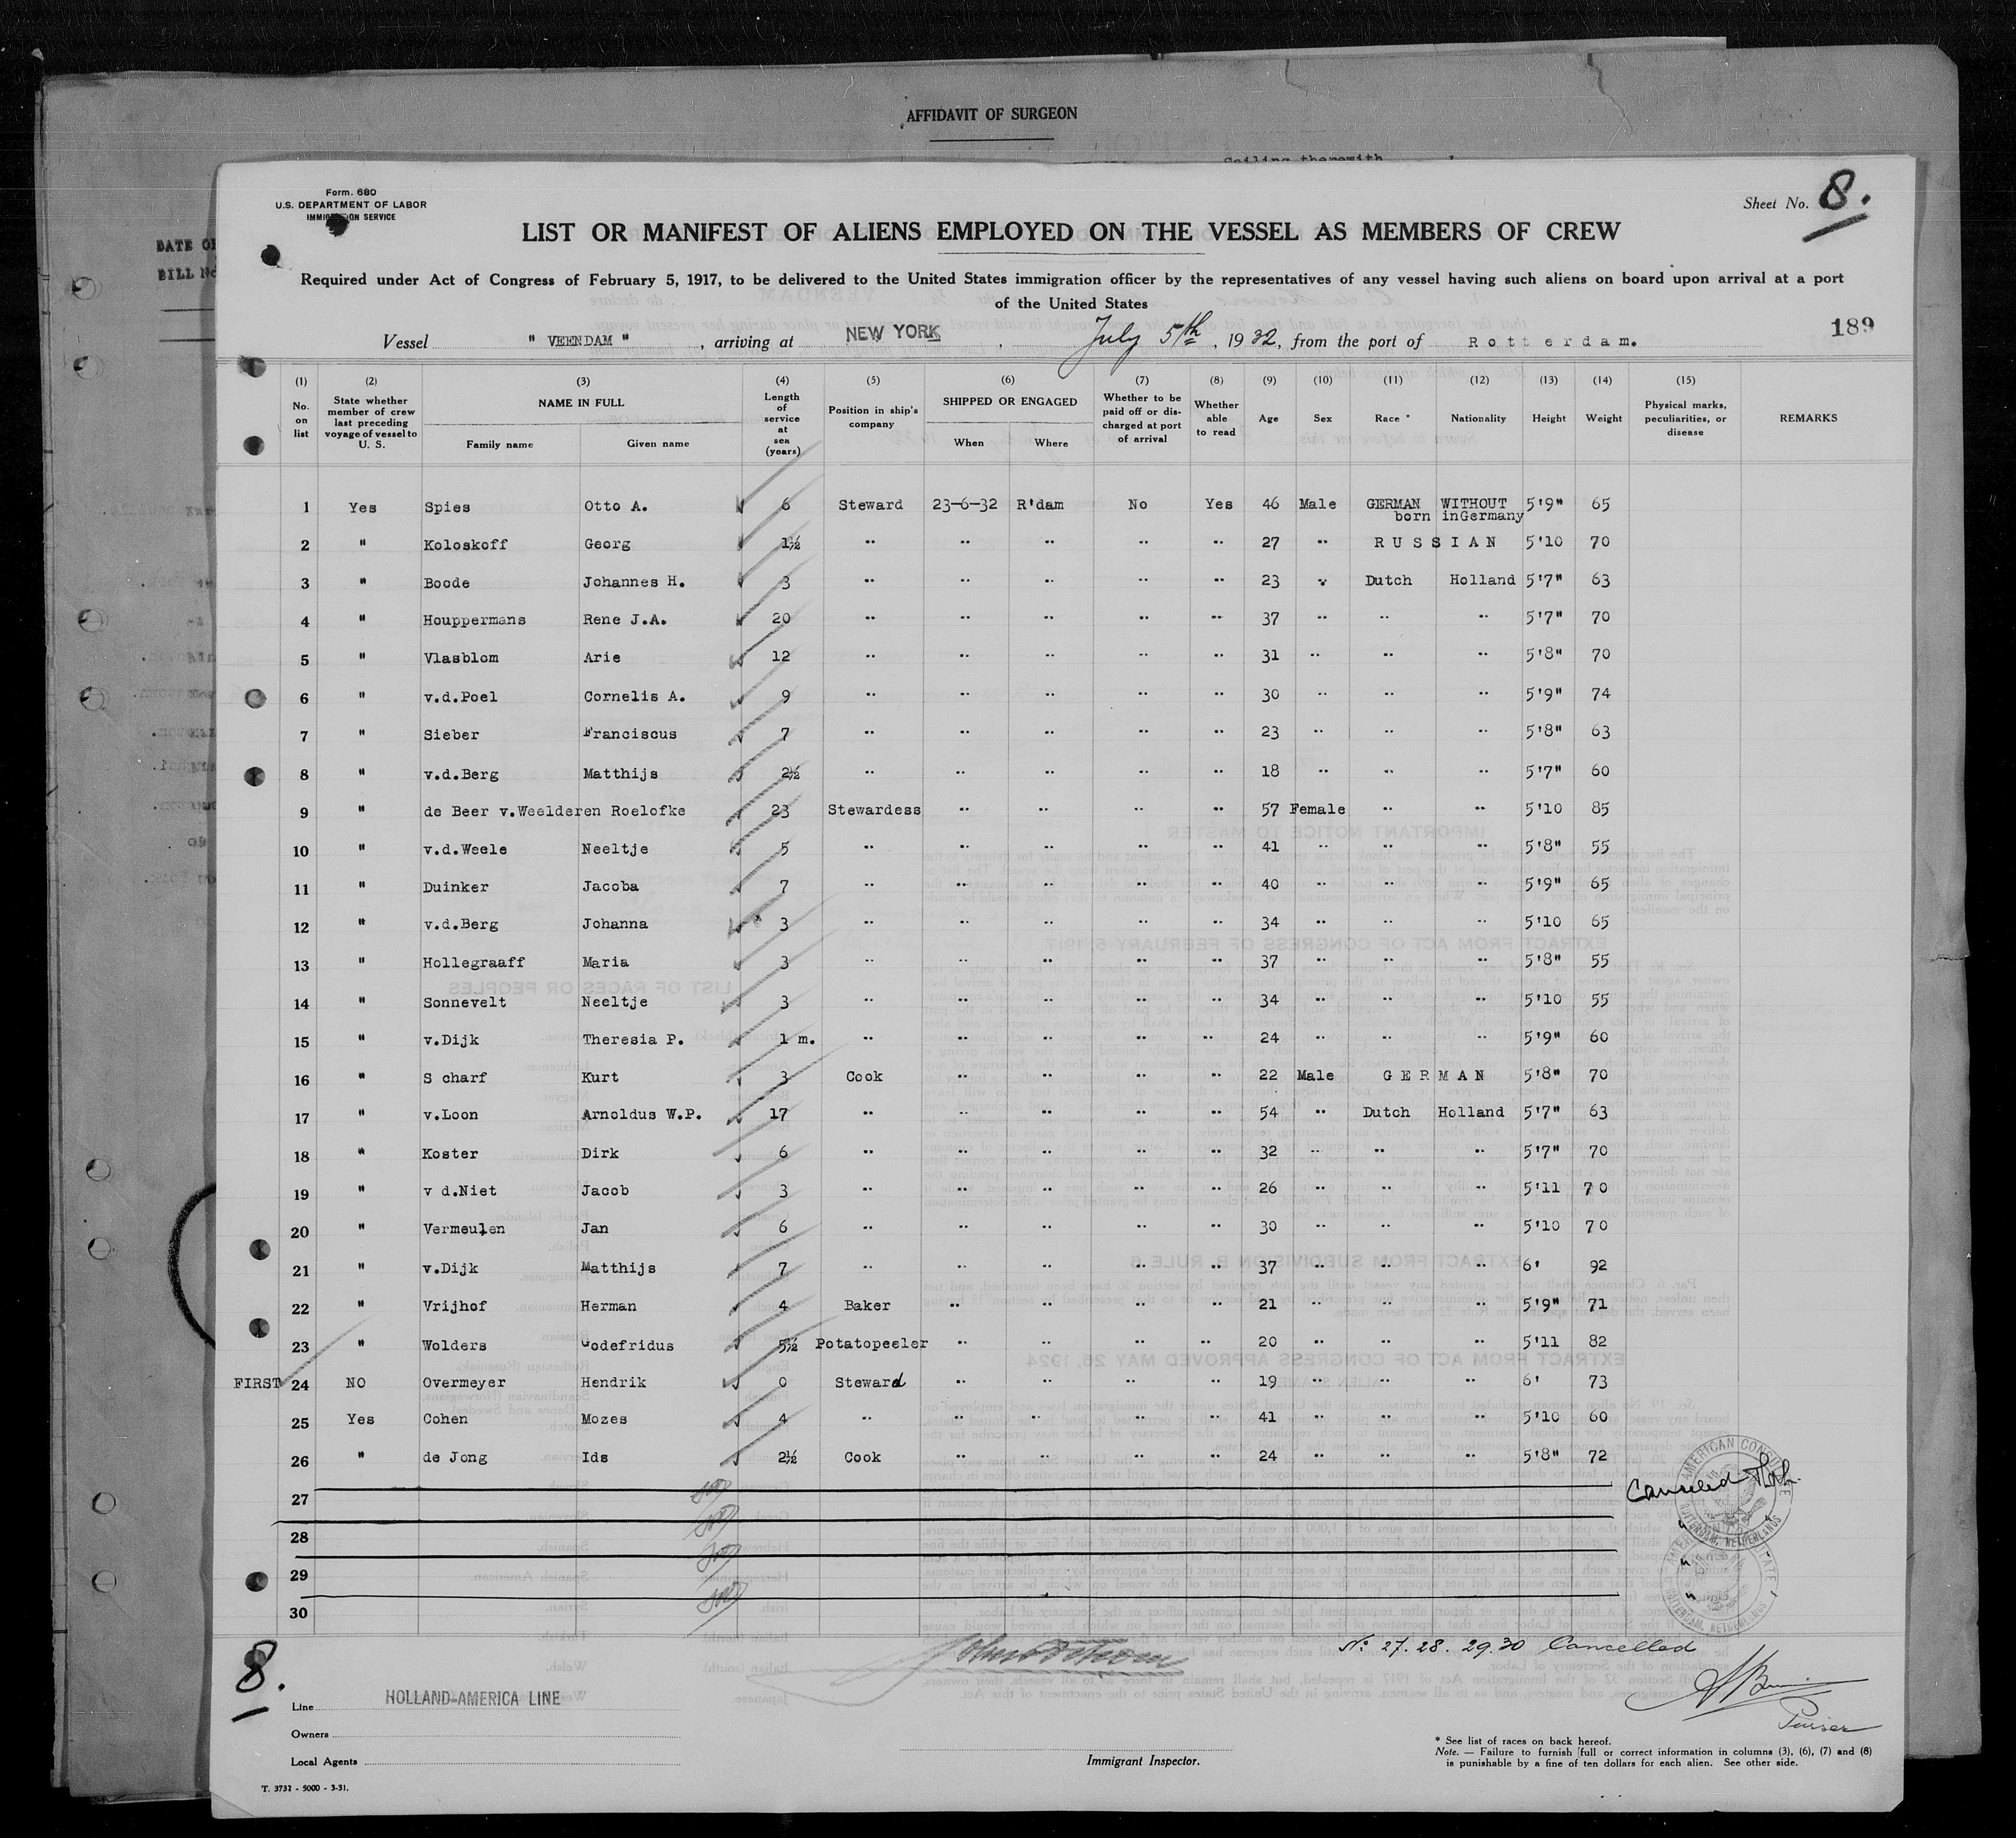 AFFIDAVIT OF SURGEON
Form. 680
U.S. DEPARTMENT OF LABOR
IMMIGRATION SERVICE
Sheet No. 8.
LIST OR MANIFEST OF ALIENS EMPLOYED ON THE VESSEL AS MEMBERS OF CREW
Required under Act of Congress of February 5, 1917, to be delivered to the United States immigration officer by the representatives of any vessel having such aliens on board upon arrival at a port
of the United States
189
Vessel " VEENDAM " , arriving at NEW YORK , July 5th , 1932, from the port of Rotterdam.
(1) (2) (3) (4) (5) (6) (7) (8) (9) (10) (11) (12) (13) (14) (15)
No. on list State whether member of crew last preceding voyage of vessel to U. S. NAME IN FULL Family name Given name Length of service at sea (years) Position in ship's company SHIPPED OR ENGAGED When Where Whether to be paid off or discharged at port of arrival Whether able to read Age Sex Race * Nationality Height Weight Physical marks, peculiarities, or disease REMARKS
1 Yes Spies Otto A. 6 Steward 23-6-32 R'dam No Yes 46 Male GERMAN WITHOUT 5'9" 65
born inGermany
2 " Koloskoff Georg 1½ " " " " " 27 " RUSSIAN 5'10 70
3 " Boode Johannes H. 3 " " " " " 23 " Dutch Holland 5'7" 63
4 " Houppermans Rene J.A. 20 " " " " " 37 " " " 5'7" 70
5 " Vlasblom Arie 12 " " " " " 31 " " " 5'8" 70
6 " v.d.Poel Cornelis A. 9 " " " " " 30 " " " 5'9" 74
7 " Sieber Franciscus 7 " " " " " 23 " " " 5'8" 63
8 " v.d.Berg Matthijs 2½ " " " " " 18 " " " 5'7" 60
9 " de Beer v.Weelderen Roelofke 23 Stewardess " " " " 57 Female " " 5'10 85
10 " v.d.Weele Neeltje 5 " " " " " 41 " " " 5'8" 55
11 " Duinker Jacoba 7 " " " " " 40 " " " 5'9" 65
12 " v.d.Berg Johanna 3 " " " " " 34 " " " 5'10 65
13 " Hollegraaff Maria 3 " " " " " 37 " " " 5'8" 55
14 " Sonnevelt Neeltje 3 " " " " " 34 " " " 5'10 55
15 " v.Dijk Theresia P. 1 m. " " " " " 24 " " " 5'9" 60
16 " S charf Kurt 3 Cook " " " " 22 Male GERMAN 5'8" 70
17 " v.Loon Arnoldus W.P. 17 " " " " " 54 " Dutch Holland 5'7" 63
18 " Koster Dirk 6 " " " " " 32 " " " 5'7" 70
19 " v d.Niet Jacob 3 " " " " " 26 " " " 5'11 70
20 " Vermeulen Jan 6 " " " " " 30 " " " 5'10 70
21 " v.Dijk Matthijs 7 " " " " " 37 " " " 6' 92
22 " Vrijhof Herman 4 Baker " " " " 21 " " " 5'9" 71
23 " Wolders Godefridus 5½ Potatopeeler " " " " 20 " " " 5'11 82
FIRST 24 NO Overmeyer Hendrik 0 Steward " " " " 19 " " " 6' 73
25 Yes Cohen Mozes 4 " " " " " 41 " " " 5'10 60
26 " de Jong Ids 2½ Cook " " " " 24 " " " 5'8" 72
27 Canceled
28
29
30
AMERICAN CONSULATE
ROTTERDAM, NETHERLANDS
No 27. 28. 29. 30 Cancelled
Purser
8.
Line HOLLAND-AMERICA LINE
Owners
Local Agents
Immigrant Inspector.
* See list of races on back hereof.
Note. — Failure to furnish full or correct information in columns (3), (6), (7) and (8)
is punishable by a fine of ten dollars for each alien. See other side.
T. 3732 - 5000 - 3-31.